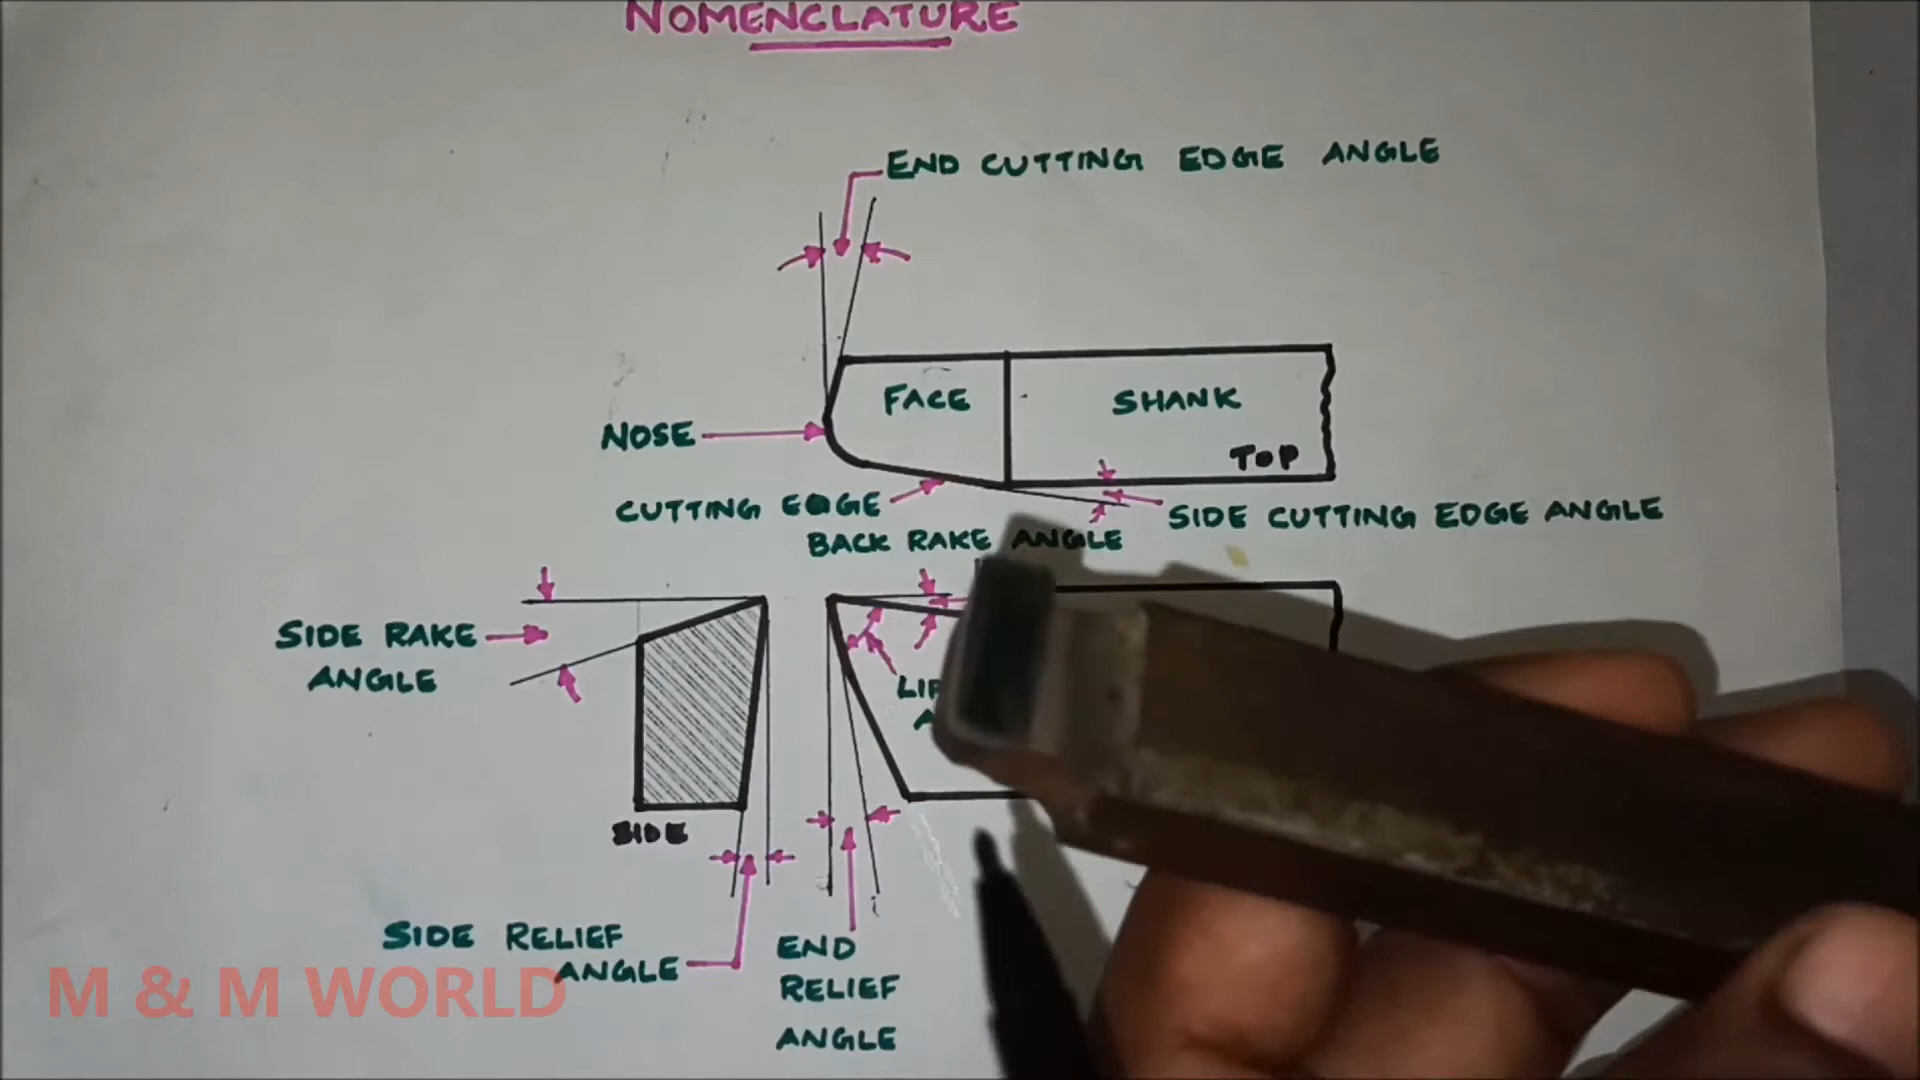 NOMENCLATURE
END CUTTING EDGE ANGLE
FACE
SHANK
NOSE
TOP
CUTTING EDGE
SIDE CUTTING EDGE ANGLE
BACK RAKE ANGLE
SIDE RAKE
ANGLE
SIDE
SIDE RELIEF
ANGLE
END
RELIEF
ANGLE
M & M WORLD